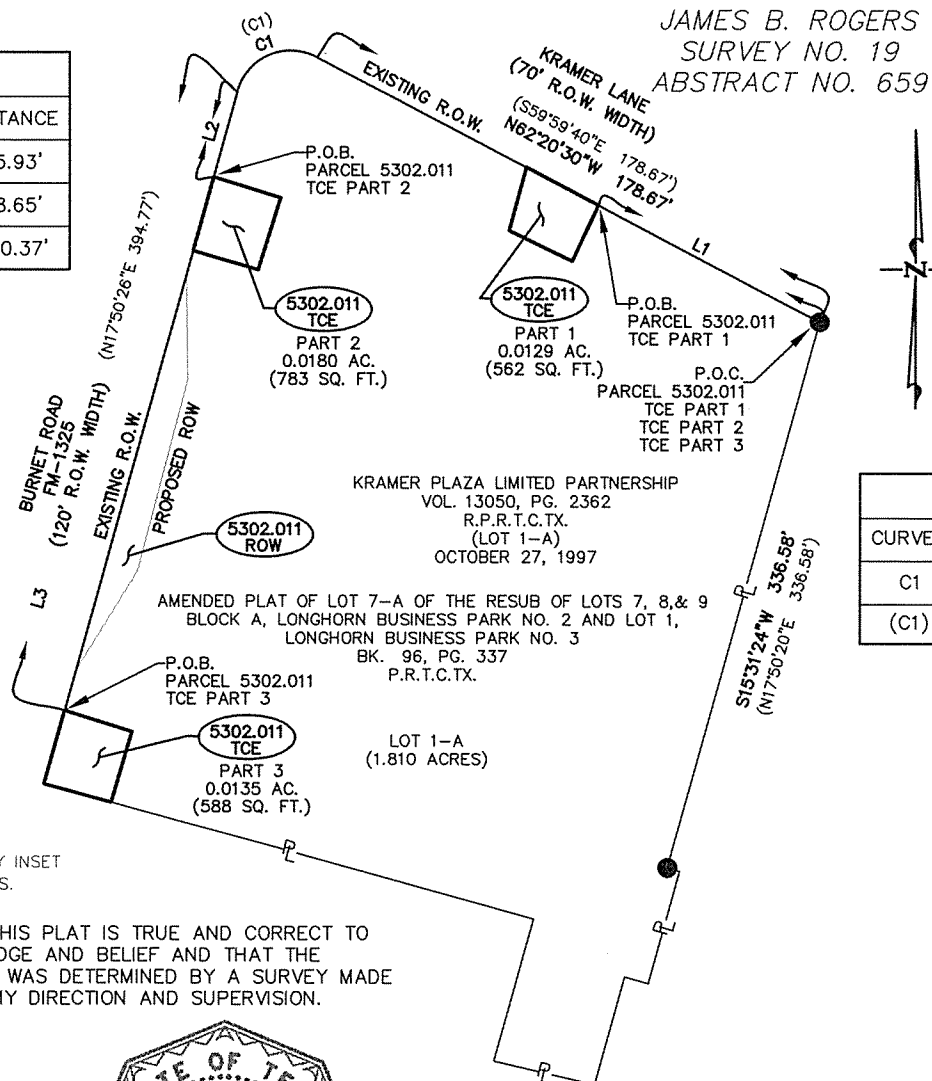 JAMES B. ROGERS
SURVEY NO. 19
ABSTRACT NO. 659
TANCE
5.93'
8.65'
0.37'
(C1)
C1
L2
EXISTING R.O.W.
KRAMER LANE
(70' R.O.W. WIDTH)
(S59°59'40"E 178.67')
N62°20'30"W 178.67'
L1
N
P.O.B.
PARCEL 5302.011
TCE PART 2
5302.011
TCE
PART 2
0.0180 AC.
(783 SQ. FT.)
5302.011
TCE
PART 1
0.0129 AC.
(562 SQ. FT.)
P.O.B.
PARCEL 5302.011
TCE PART 1
P.O.C.
PARCEL 5302.011
TCE PART 1
TCE PART 2
TCE PART 3
(N17°50'26"E 394.77')
BURNET ROAD
FM-1325
(120' R.O.W. WIDTH)
EXISTING R.O.W.
PROPOSED ROW
L3
5302.011
ROW
KRAMER PLAZA LIMITED PARTNERSHIP
VOL. 13050, PG. 2362
R.P.R.T.C.TX.
(LOT 1-A)
OCTOBER 27, 1997
AMENDED PLAT OF LOT 7-A OF THE RESUB OF LOTS 7, 8,& 9
BLOCK A, LONGHORN BUSINESS PARK NO. 2 AND LOT 1,
LONGHORN BUSINESS PARK NO. 3
BK. 96, PG. 337
P.R.T.C.TX.
PL
S15°31'24"W 336.58'
(N17°50'20"E 336.58')
CURVE
C1
(C1)
P.O.B.
PARCEL 5302.011
TCE PART 3
5302.011
TCE
PART 3
0.0135 AC.
(588 SQ. FT.)
LOT 1-A
(1.810 ACRES)
PL
PL
Y INSET
S.
HIS PLAT IS TRUE AND CORRECT TO
DGE AND BELIEF AND THAT THE
WAS DETERMINED BY A SURVEY MADE
MY DIRECTION AND SUPERVISION.
TE OF TE